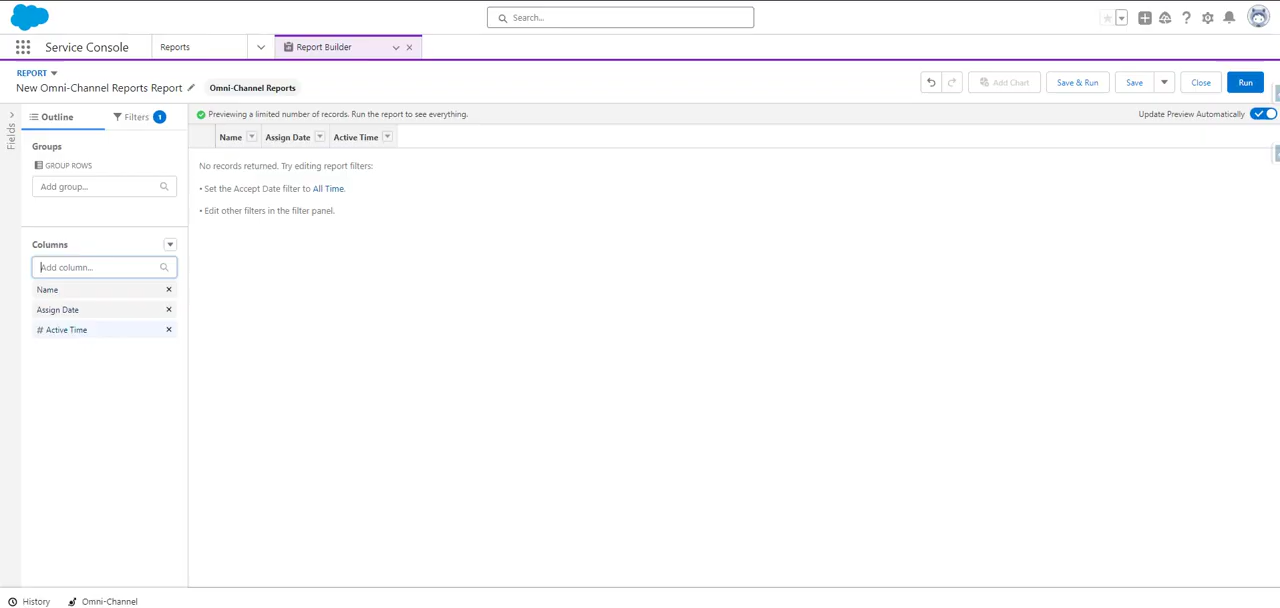 Search...
Service Console
Reports
Report Builder
REPORT
New Omni-Channel Reports Report
Omni-Channel Reports
Add Chart
Save & Run
Save
Close
Run
Fields
Outline
Filters 1
Previewing a limited number of records. Run the report to see everything.
Update Preview Automatically
Groups
GROUP ROWS
Add group...
Columns
Add column...
Name
Assign Date
# Active Time
Name Assign Date Active Time
No records returned. Try editing report filters:
• Set the Accept Date filter to All Time.
• Edit other filters in the filter panel.
History
Omni-Channel